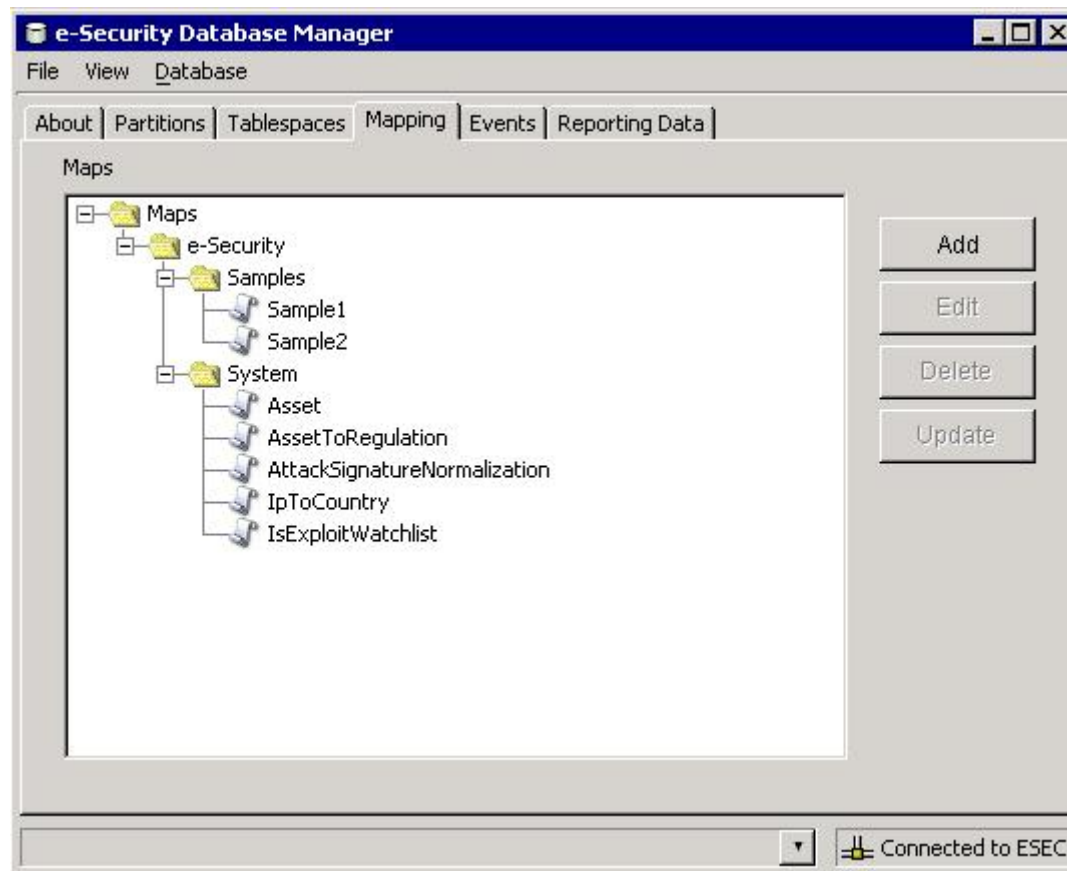 e-Security Database Manager
File View Database
About Partitions Tablespaces Mapping Events Reporting Data
Maps
Maps
e-Security
Samples
Sample1
Sample2
System
Asset
AssetToRegulation
AttackSignatureNormalization
IpToCountry
IsExploitWatchlist
Add
Edit
Delete
Update
Connected to ESEC